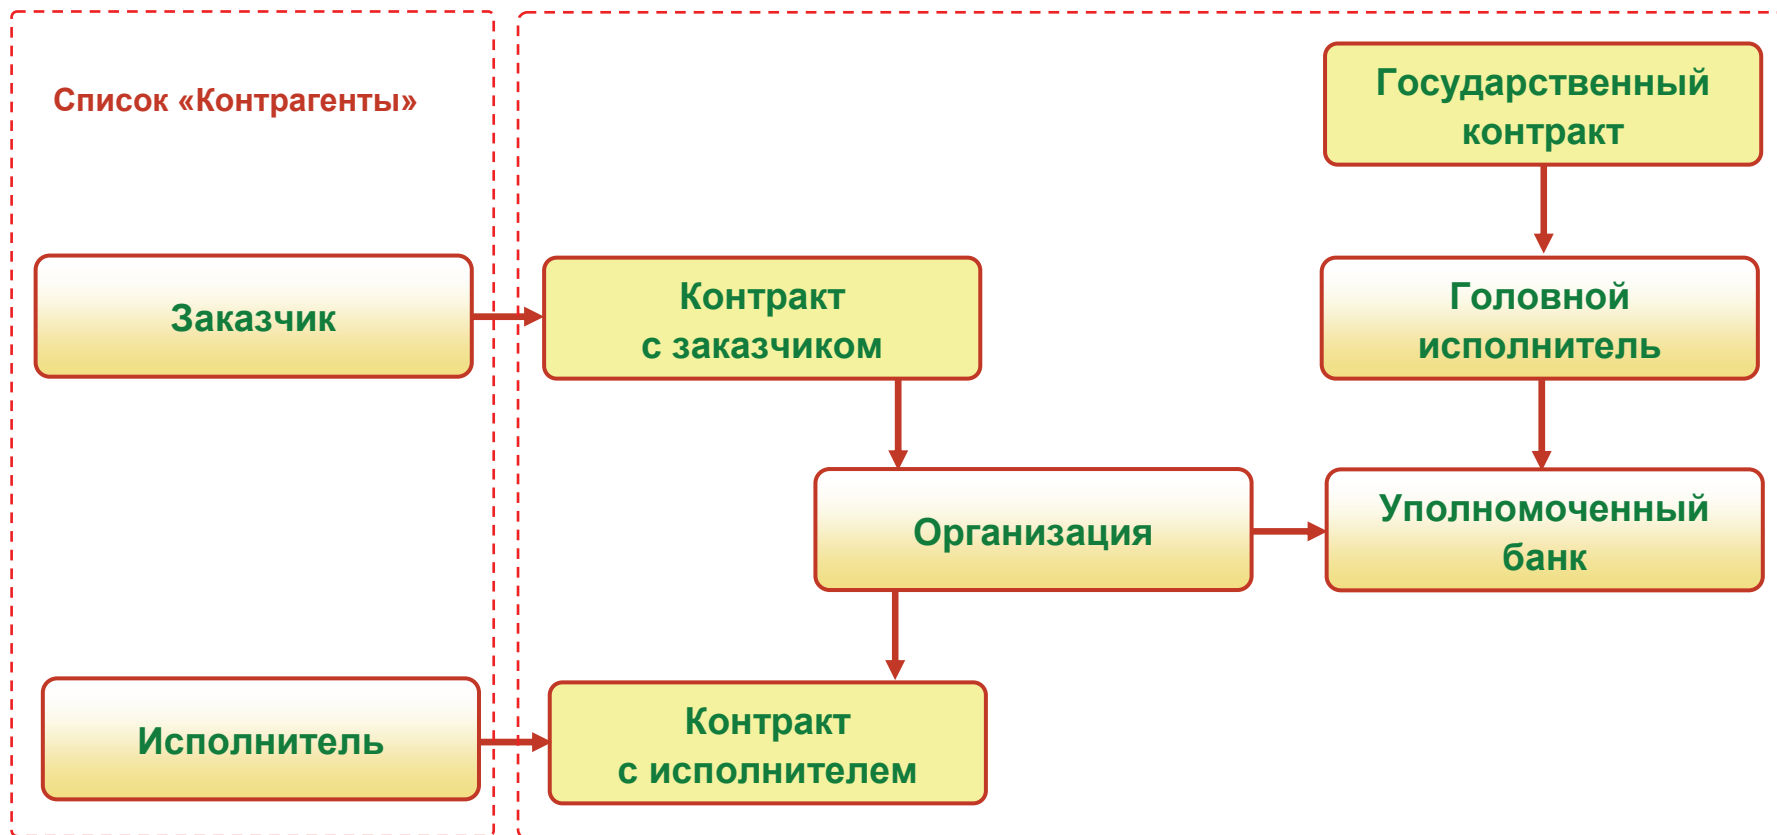 Список «Контрагенты»
Государственный
контракт
Заказчик
Контракт
с заказчиком
Головной
исполнитель
Организация
Уполномоченный
банк
Исполнитель
Контракт
с исполнителем